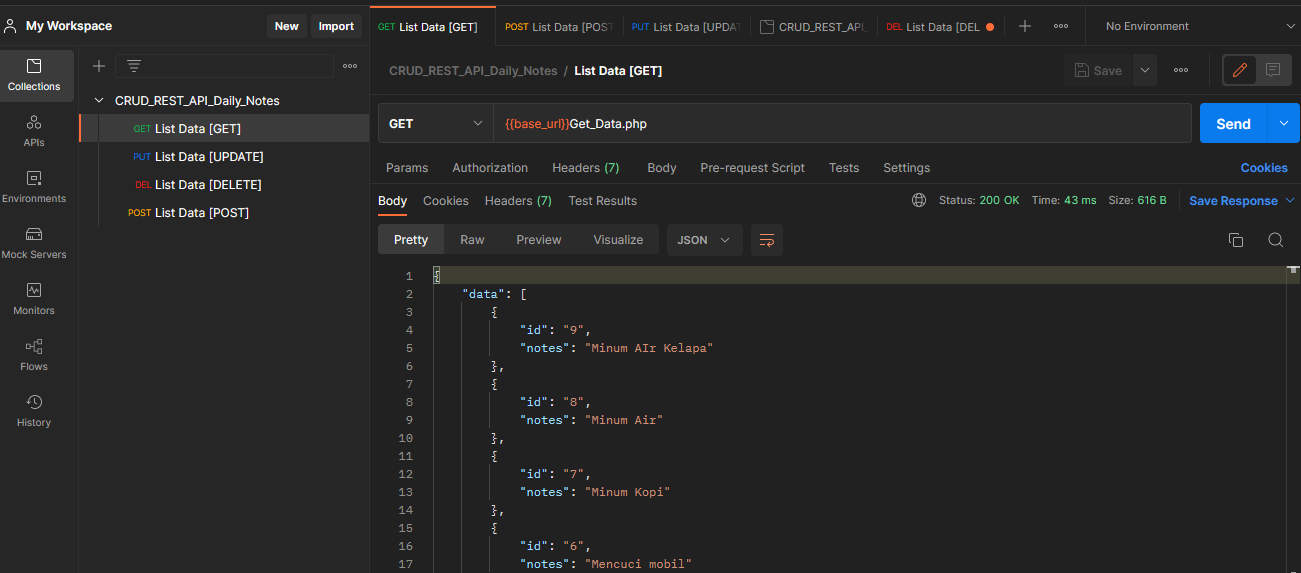 My Workspace New Import
GET List Data [GET] POST List Data [POST PUT List Data [UPDA CRUD_REST_API_ DEL List Data [DEL No Environment
CRUD_REST_API_Daily_Notes / List Data [GET] Save
Collections
APIs
Environments
Mock Servers
Monitors
Flows
History
CRUD_REST_API_Daily_Notes
GET List Data [GET]
PUT List Data [UPDATE]
DEL List Data [DELETE]
POST List Data [POST]
GET {{base_url}}Get_Data.php Send
Params Authorization Headers (7) Body Pre-request Script Tests Settings Cookies
Body Cookies Headers (7) Test Results Status: 200 OK Time: 43 ms Size: 616 B Save Response
Pretty Raw Preview Visualize JSON
1 {
2 "data": [
3 {
4 "id": "9",
5 "notes": "Minum AIr Kelapa"
6 },
7 {
8 "id": "8",
9 "notes": "Minum Air"
10 },
11 {
12 "id": "7",
13 "notes": "Minum Kopi"
14 },
15 {
16 "id": "6",
17 "notes": "Mencuci mobil"